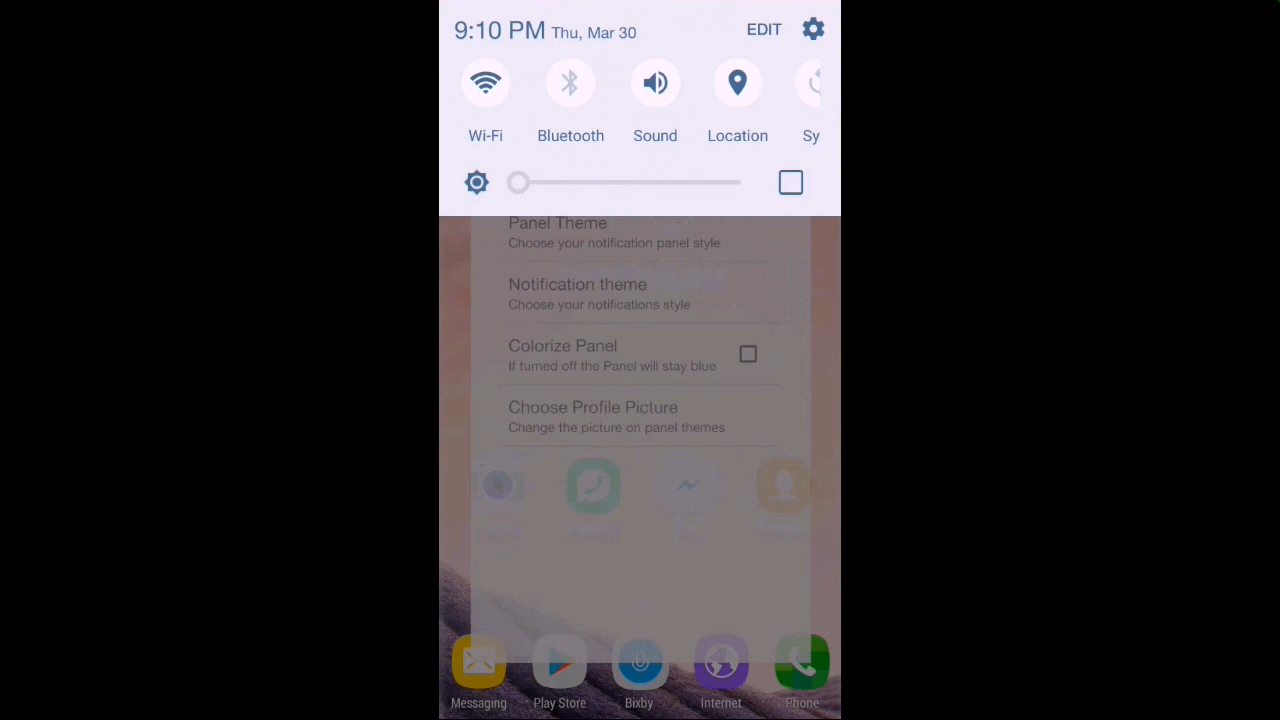 9:10 PM Thu, Mar 30 EDIT
Wi-Fi Bluetooth Sound Location Sy
Panel Theme
Choose your notification panel style
Notification theme
Choose your notifications style
Colorize Panel
If turned off the Panel will stay blue
Choose Profile Picture
Change the picture on panel themes
Messaging Play Store Bixby Internet Phone